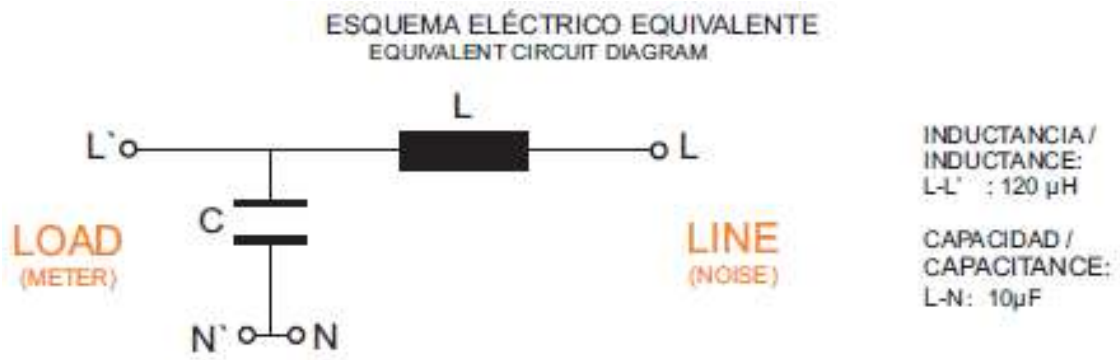 ESQUEMA ELÉCTRICO EQUIVALENTE
EQUIVALENT CIRCUIT DIAGRAM
L
L`
L
C
LOAD
(METER)
LINE
(NOISE)
N`
N
INDUCTANCIA /
INDUCTANCE:
L-L` : 120 µH
CAPACIDAD /
CAPACITANCE:
L-N: 10µF